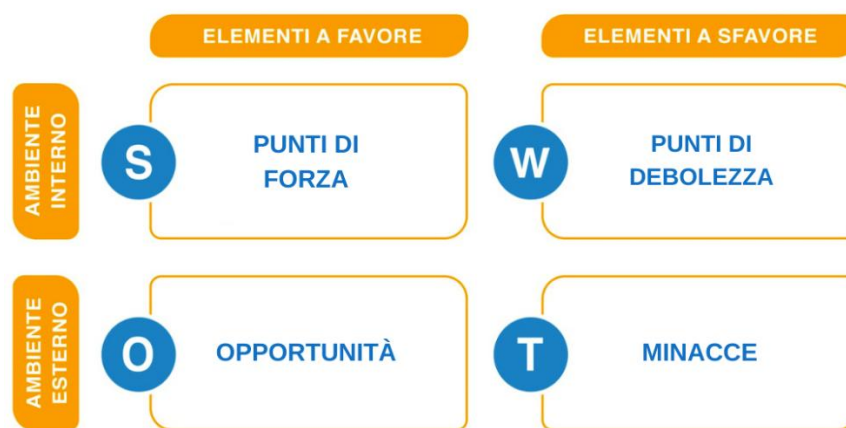 ELEMENTI A FAVORE
ELEMENTI A SFAVORE
AMBIENTE
INTERNO
S
PUNTI DI
FORZA
W
PUNTI DI
DEBOLEZZA
AMBIENTE
ESTERNO
O
OPPORTUNITÀ
T
MINACCE